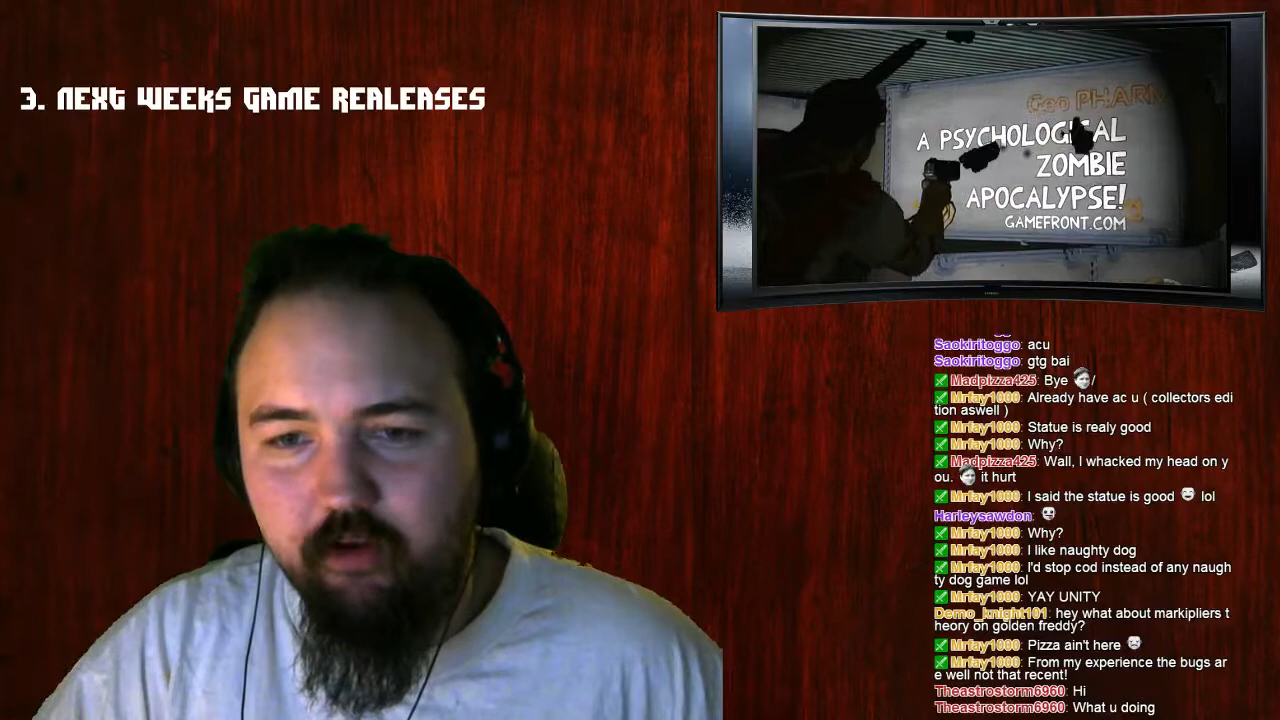 3. NEXT WEEKS GAME REALEASES
Geo PHARM
A PSYCHOLOGICAL
ZOMBIE
APOCALYPSE!
GAMEFRONT.COM
Saokiritoggo: acu
Saokiritoggo: gtg bai
Madpizza425: Bye /
Mrfay1000: Already have ac u ( collectors edi
tion aswell )
Mrfay1000: Statue is realy good
Mrfay1000: Why?
Madpizza425: Wall, I whacked my head on y
ou. it hurt
Mrfay1000: I said the statue is good lol
Harleysawdon:
Mrfay1000: Why?
Mrfay1000: I like naughty dog
Mrfay1000: I'd stop cod instead of any naugh
ty dog game lol
Mrfay1000: YAY UNITY
Demo_knight101: hey what about markipliers t
heory on golden freddy?
Mrfay1000: Pizza ain't here
Mrfay1000: From my experience the bugs ar
e well not that recent!
Theastrostorm6960: Hi
Theastrostorm6960: What u doing